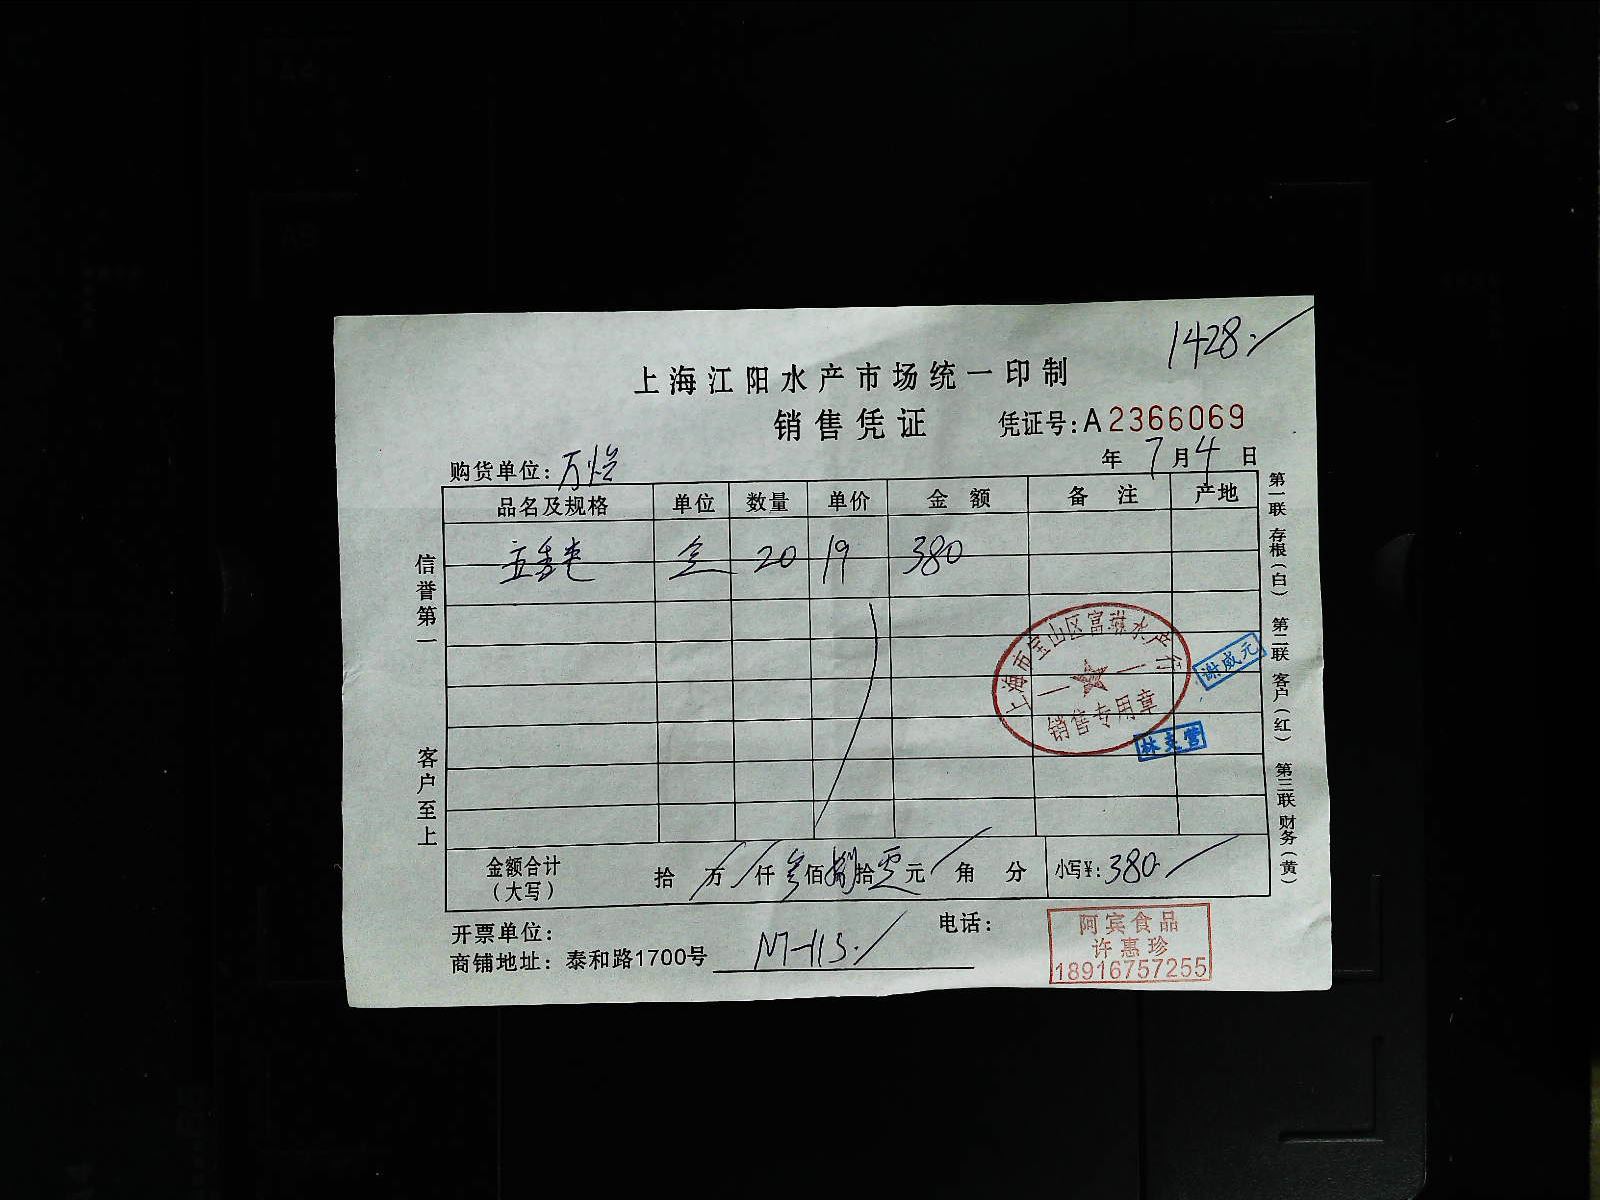 1428.
上海江阳水产市场统一印制
销售凭证 凭证号:A2366069
购货单位: 年7月4日
品名及规格 单位 数量 单价 金额 备注 产地
20 19 380
信誉第一 客户至上
第一联 存根(白) 第二联 客户(红) 第三联 财务(黄)
上海市宝山区富琳水产行
销售专用章
谢威元
金额合计(大写) 拾万仟叁佰捌拾零元角分 小写¥:380.
开票单位: 电话:
商铺地址:泰和路1700号 M-115.
阿宾食品
许惠珍
18916757255